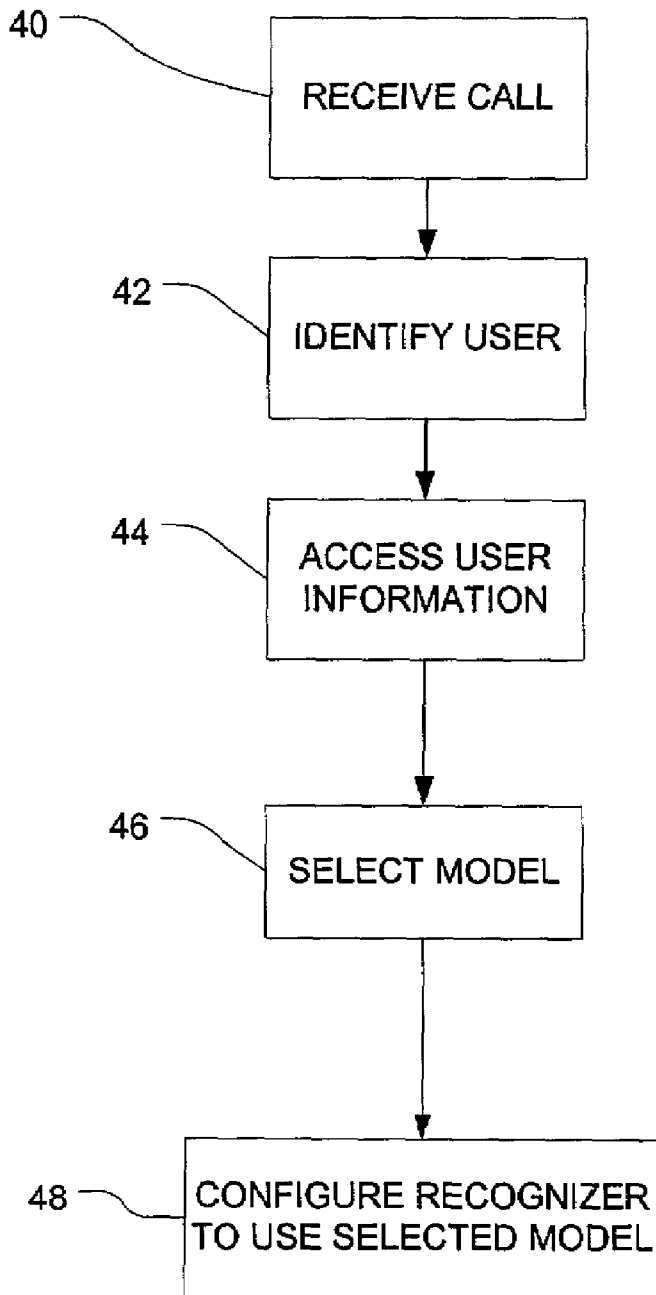 40
RECEIVE CALL
42
IDENTIFY USER
44
ACCESS USER
INFORMATION
46
SELECT MODEL
48
CONFIGURE RECOGNIZER
TO USE SELECTED MODEL